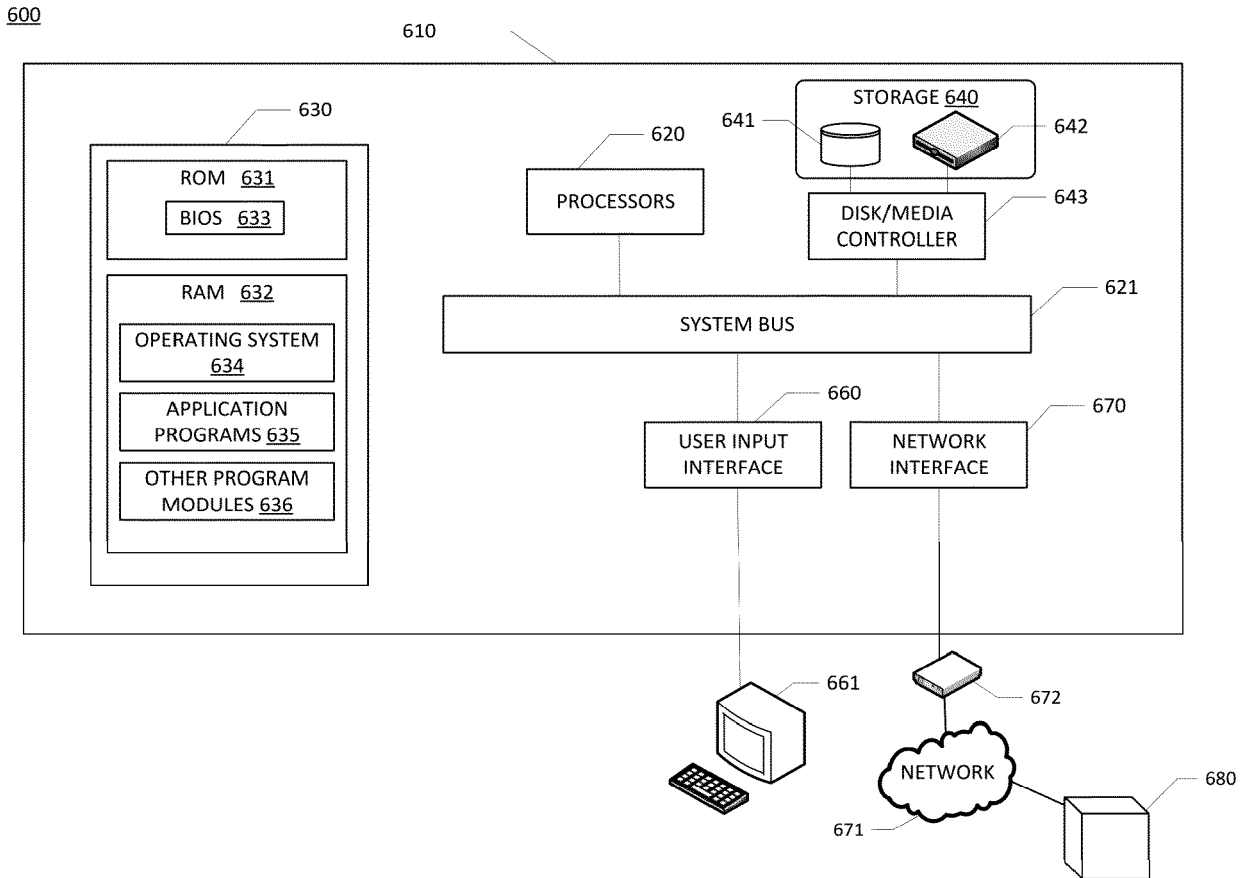 600
610
630
ROM 631
BIOS 633
RAM 632
OPERATING SYSTEM
634
APPLICATION
PROGRAMS 635
OTHER PROGRAM
MODULES 636
620
PROCESSORS
STORAGE 640
641
642
DISK/MEDIA
CONTROLLER
643
621
SYSTEM BUS
660
USER INPUT
INTERFACE
670
NETWORK
INTERFACE
661
672
NETWORK
671
680